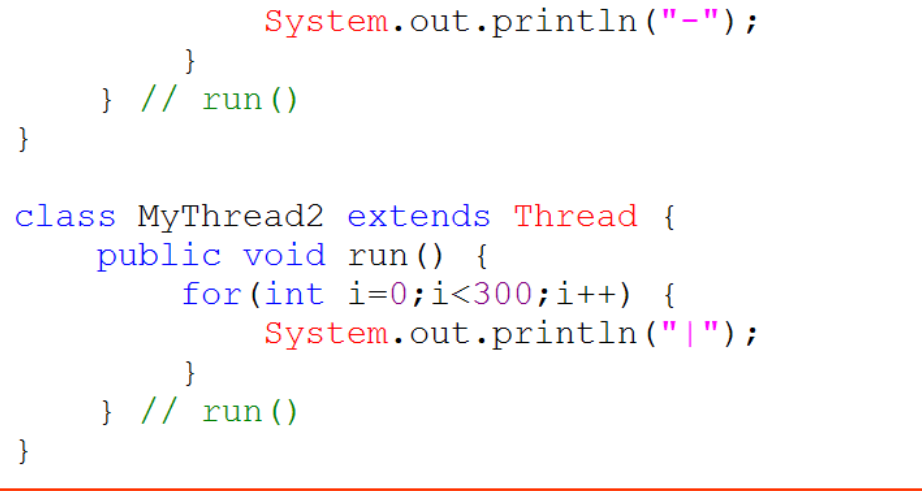 System.out.println("-");
        }
    } // run()
}

class MyThread2 extends Thread {
    public void run() {
        for(int i=0;i<300;i++) {
            System.out.println("|");
        }
    } // run()
}